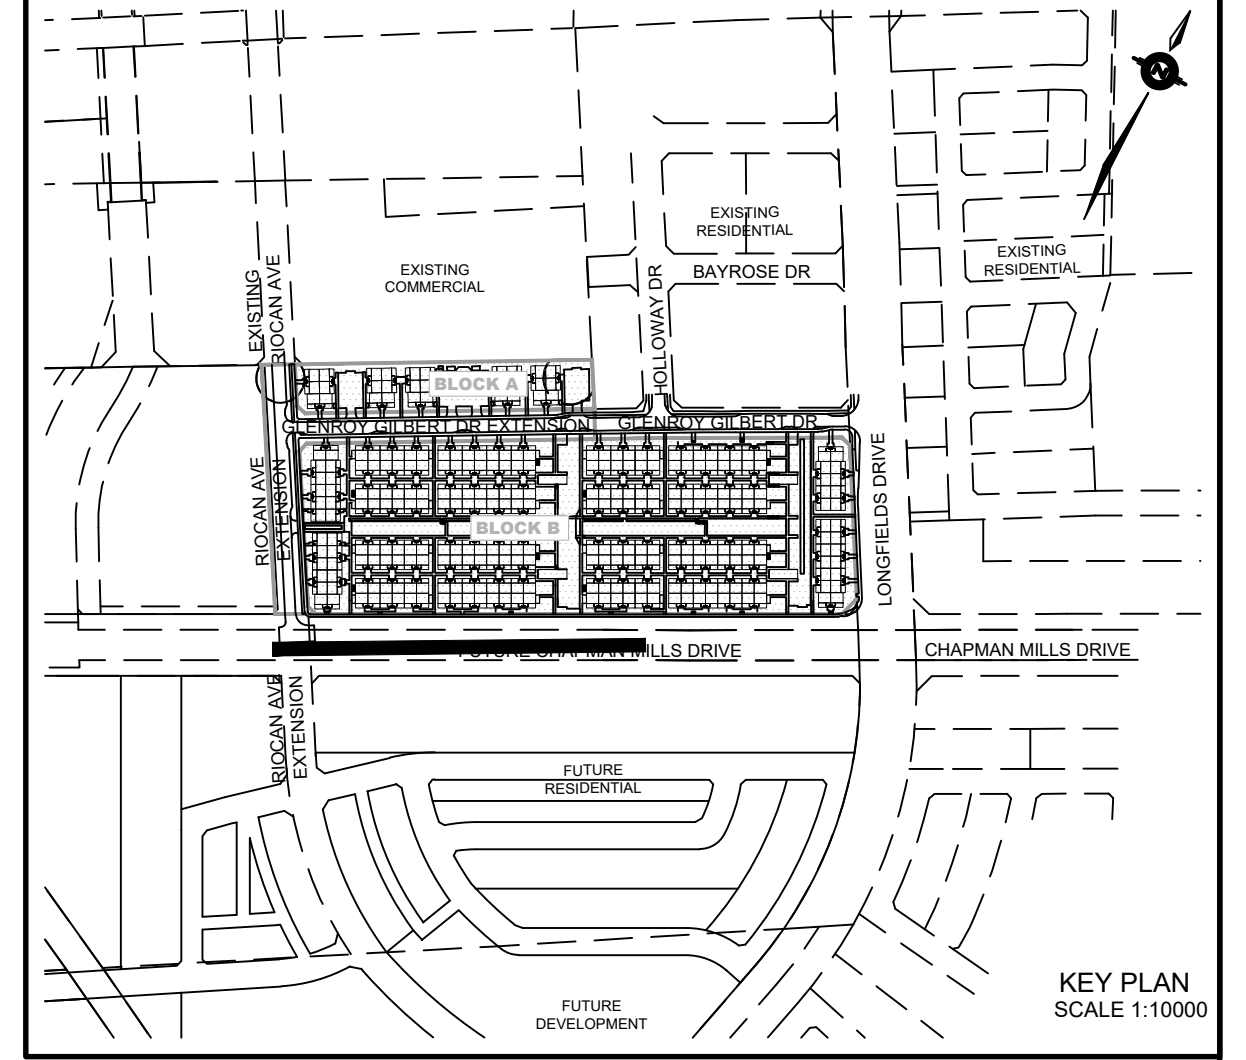 N
EXISTING
RESIDENTIAL
EXISTING
RESIDENTIAL
EXISTING
COMMERCIAL
BAYROSE DR
HOLLOWAY DR
EXISTING
RIOCAN AVE
BLOCK A
GLENROY GILBERT DR EXTENSION
GLENROY GILBERT DR
RIOCAN AVE
EXTENSION
BLOCK B
LONGFIELDS DRIVE
FUTURE CHAPMAN MILLS DRIVE
CHAPMAN MILLS DRIVE
RIOCAN AVE
EXTENSION
FUTURE
RESIDENTIAL
FUTURE
DEVELOPMENT
KEY PLAN
SCALE 1:10000